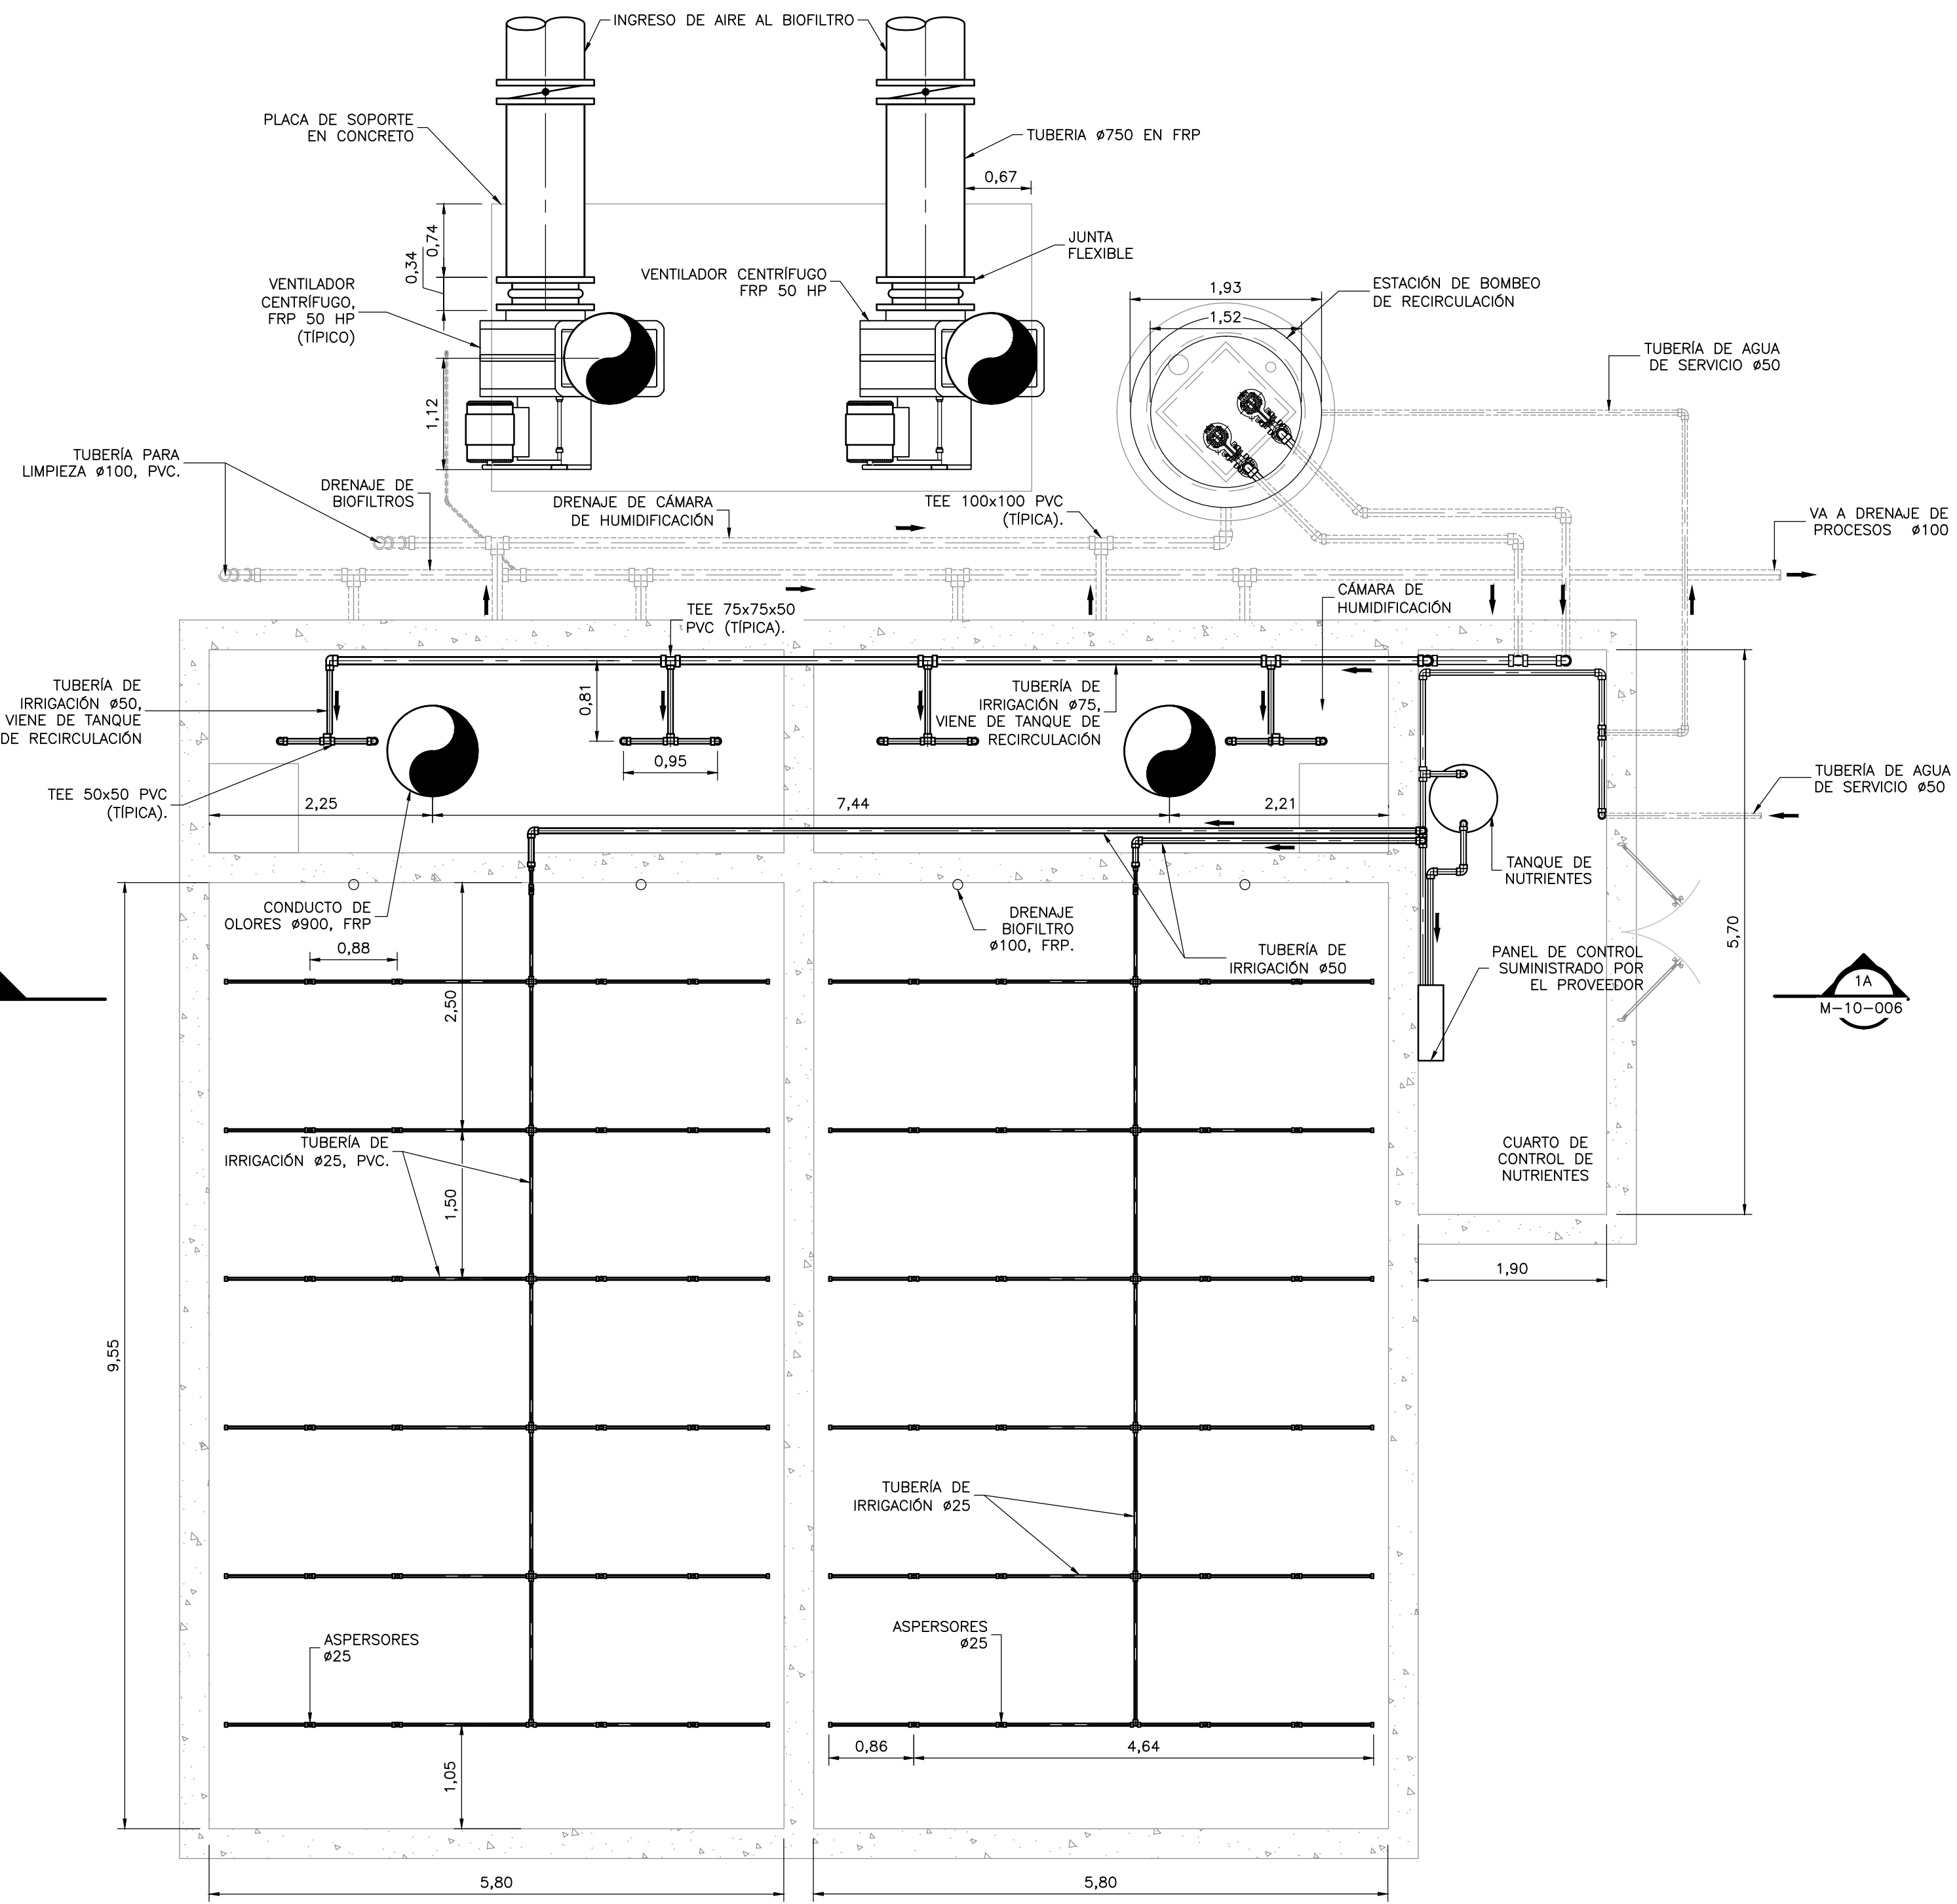 INGRESO DE AIRE AL BIOFILTRO
PLACA DE SOPORTE
EN CONCRETO
TUBERIA ø750 EN FRP
0,67
0,74
0,34
JUNTA
FLEXIBLE
VENTILADOR
CENTRÍFUGO,
FRP 50 HP
(TÍPICO)
VENTILADOR CENTRÍFUGO
FRP 50 HP
1,93
1,52
ESTACIÓN DE BOMBEO
DE RECIRCULACIÓN
TUBERÍA DE AGUA
DE SERVICIO ø50
1,12
TUBERÍA PARA
LIMPIEZA ø100, PVC.
DRENAJE DE
BIOFILTROS
DRENAJE DE CÁMARA
DE HUMIDIFICACIÓN
TEE 100x100 PVC
(TÍPICA).
VA A DRENAJE DE
PROCESOS ø100
TEE 75x75x50
PVC (TÍPICA).
CÁMARA DE
HUMIDIFICACIÓN
TUBERÍA DE
IRRIGACIÓN ø50,
VIENE DE TANQUE
DE RECIRCULACIÓN
0,81
TUBERÍA DE
IRRIGACIÓN ø75,
VIENE DE TANQUE DE
RECIRCULACIÓN
0,95
TEE 50x50 PVC
(TÍPICA).
2,25
7,44
2,21
TUBERÍA DE AGUA
DE SERVICIO ø50
TANQUE DE
NUTRIENTES
CONDUCTO DE
OLORES ø900, FRP
0,88
DRENAJE
BIOFILTRO
ø100, FRP.
TUBERÍA DE
IRRIGACIÓN ø50
PANEL DE CONTROL
SUMINISTRADO POR
EL PROVEEDOR
5,70
1A
M-10-006
2,50
TUBERÍA DE
IRRIGACIÓN ø25, PVC.
1,50
CUARTO DE
CONTROL DE
NUTRIENTES
1,90
9,55
TUBERÍA DE
IRRIGACIÓN ø25
ASPERSORES
ø25
ASPERSORES
ø25
1,05
0,86
4,64
5,80
5,80